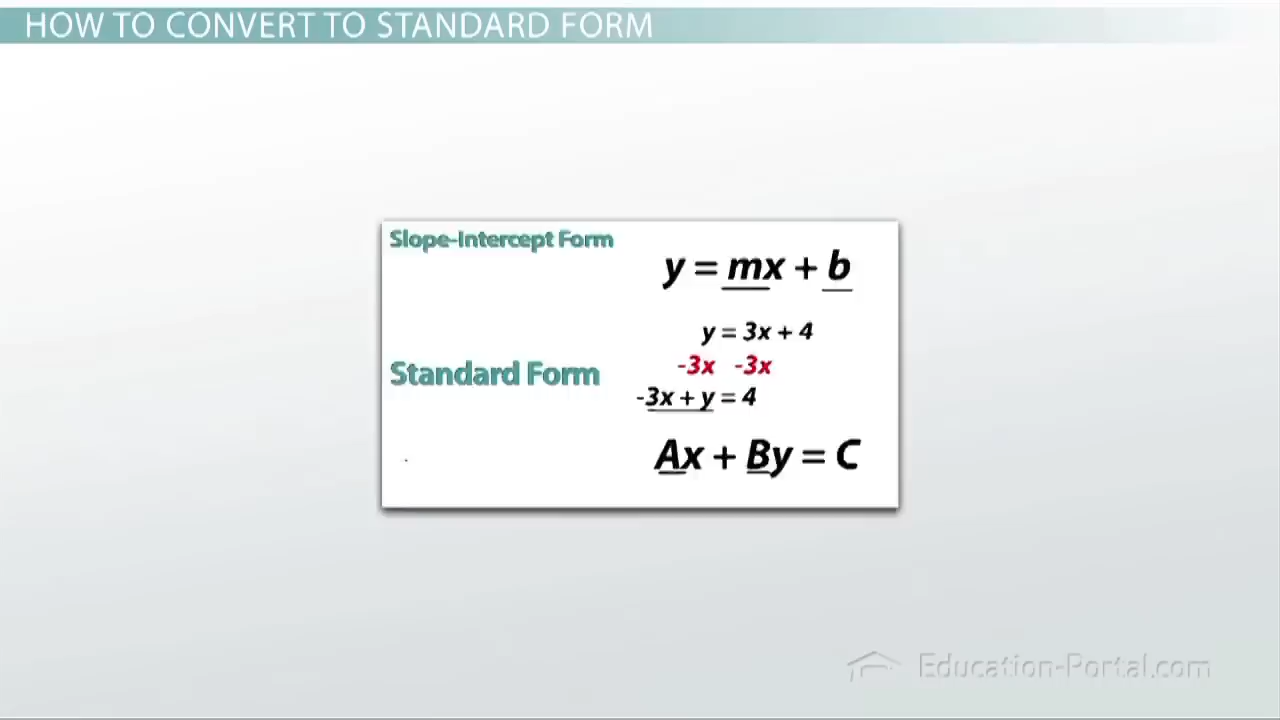 HOW TO CONVERT TO STANDARD FORM
Slope-Intercept Form
y = mx + b
y = 3x + 4
-3x -3x
Standard Form
-3x + y = 4
Ax + By = C
Education-Portal.com